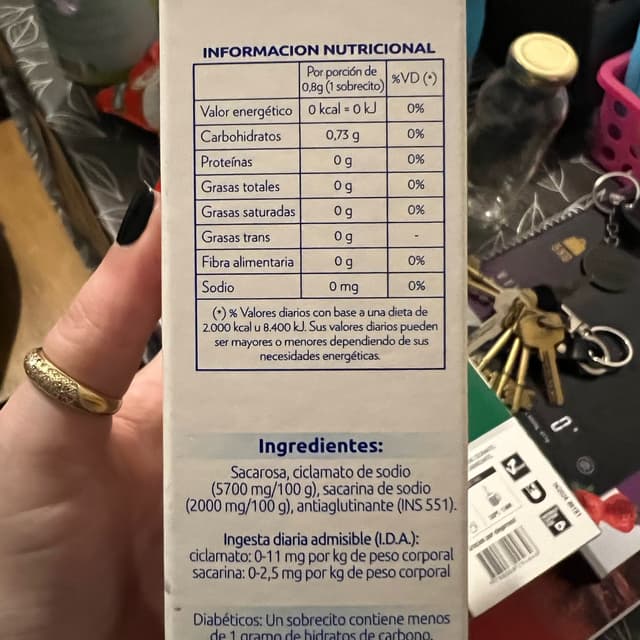 INFORMACION NUTRICIONAL
Por porción de
0,8g (1 sobrecito) %VD (*)
Valor energético 0 kcal = 0 kJ 0%
Carbohidratos 0,73 g 0%
Proteínas 0 g 0%
Grasas totales 0 g 0%
Grasas saturadas 0 g 0%
Grasas trans 0 g -
Fibra alimentaria 0 g 0%
Sodio 0 mg 0%
(*) % Valores diarios con base a una dieta de
2.000 kcal u 8.400 kJ. Sus valores diarios pueden
ser mayores o menores dependiendo de sus
necesidades energéticas.
Ingredientes:
Sacarosa, ciclamato de sodio
(5700 mg/100 g), sacarina de sodio
(2000 mg/100 g), antiaglutinante (INS 551).
Ingesta diaria admisible (I.D.A.):
ciclamato: 0-11 mg por kg de peso corporal
sacarina: 0-2,5 mg por kg de peso corporal
Diabéticos: Un sobrecito contiene menos
de 1 gramo de hidratos de carbono.